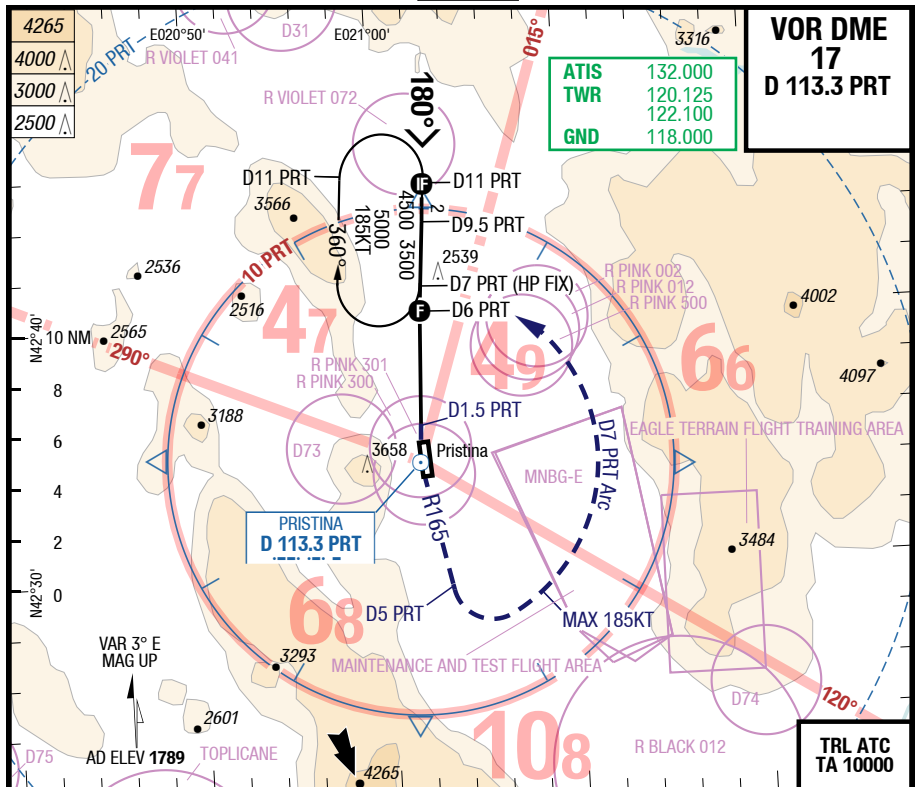 4265
4000
3000
2500
E020°50'
E021°00'
D31
R VIOLET 041
20 PRT
015°
3316
VOR DME
17
D 113.3 PRT
ATIS 132.000
TWR 120.125
122.100
GND 118.000
R VIOLET 072
180°
77
D11 PRT
IF
D11 PRT
3566
2
D9.5 PRT
4500 3500
5000
185KT
360°
10 PRT
2539
2536
D7 PRT (HP FIX)
R PINK 002
R PINK 012
R PINK 500
4002
2516
F
D6 PRT
N42°40'
10 NM
2565
290°
47
49
66
R PINK 301
R PINK 300
4097
8
3188
D1.5 PRT
6
D7 PRT Arc
EAGLE TERRAIN FLIGHT TRAINING AREA
D73
3658
Pristina
MNBG-E
4
R165
PRISTINA
D 113.3 PRT
2
3484
N42°30'
0
68
D5 PRT
MAX 185KT
VAR 3° E
MAG UP
3293
MAINTENANCE AND TEST FLIGHT AREA
D74
120°
2601
108
R BLACK 012
AD ELEV 1789
TOPLICANE
D75
4265
TRL ATC
TA 10000